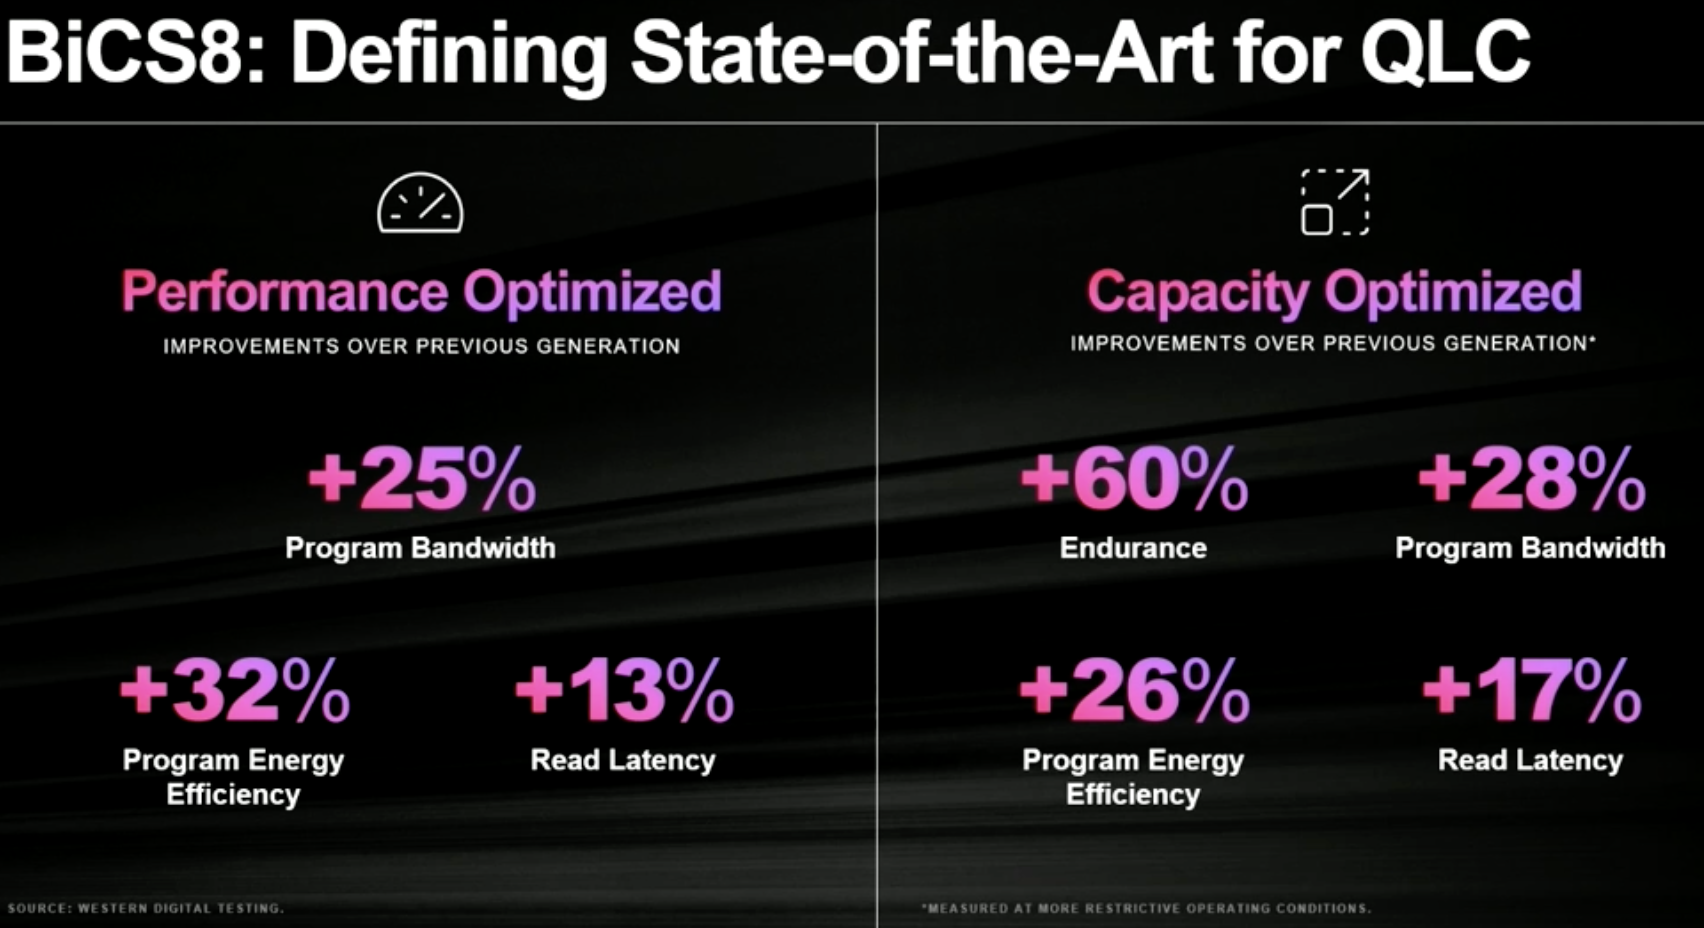 BiCS8: Defining State-of-the-Art for QLC
Performance Optimized
IMPROVEMENTS OVER PREVIOUS GENERATION
+25%
Program Bandwidth
+32%
Program Energy
Efficiency
+13%
Read Latency
SOURCE: WESTERN DIGITAL TESTING.
Capacity Optimized
IMPROVEMENTS OVER PREVIOUS GENERATION*
+60%
Endurance
+28%
Program Bandwidth
+26%
Program Energy
Efficiency
+17%
Read Latency
*MEASURED AT MORE RESTRICTIVE OPERATING CONDITIONS.